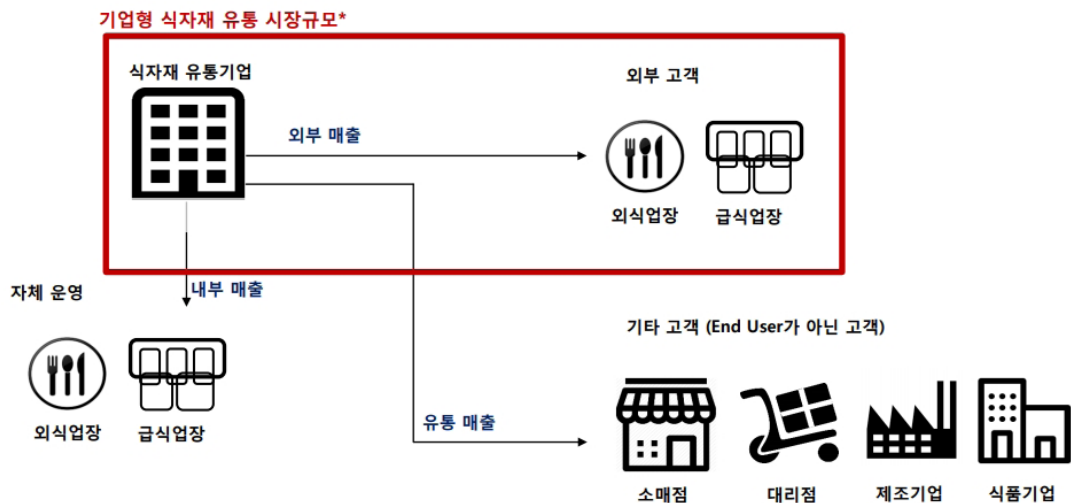 기업형 식자재 유통 시장규모*
식자재 유통기업
외부 고객
외부 매출
외식업장
급식업장
자체 운영
내부 매출
기타 고객 (End User가 아닌 고객)
외식업장
급식업장
유통 매출
소매점
대리점
제조기업
식품기업